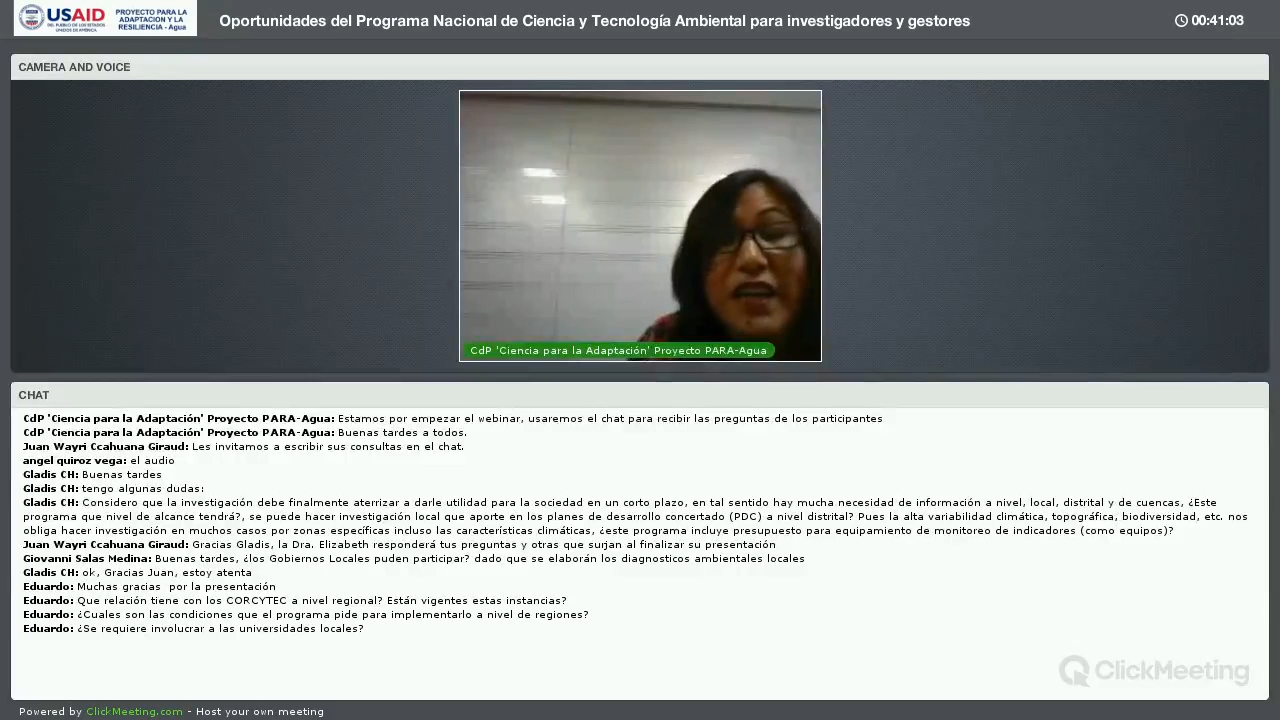 USAID
DEL PUEBLO DE LOS ESTADOS
UNIDOS DE AMÉRICA
PROYECTO PARA LA
ADAPTACIÓN Y LA
RESILIENCIA - Agua
Oportunidades del Programa Nacional de Ciencia y Tecnología Ambiental para investigadores y gestores
00:41:03
CAMERA AND VOICE
CdP 'Ciencia para la Adaptación' Proyecto PARA-Agua
CHAT
CdP 'Ciencia para la Adaptación' Proyecto PARA-Agua: Estamos por empezar el webinar, usaremos el chat para recibir las preguntas de los participantes
CdP 'Ciencia para la Adaptación' Proyecto PARA-Agua: Buenas tardes a todos.
Juan Wayri Ccahuana Giraud: Les invitamos a escribir sus consultas en el chat.
angel quiroz vega: el audio
Gladis CH: Buenas tardes
Gladis CH: tengo algunas dudas:
Gladis CH: Considero que la investigación debe finalmente aterrizar a darle utilidad para la sociedad en un corto plazo, en tal sentido hay mucha necesidad de información a nivel, local, distrital y de cuencas, ¿Este
programa que nivel de alcance tendrá?, se puede hacer investigación local que aporte en los planes de desarrollo concertado (PDC) a nivel distrital? Pues la alta variabilidad climática, topográfica, biodiversidad, etc. nos
obliga hacer investigación en muchos casos por zonas específicas incluso las características climáticas, ¿este programa incluye presupuesto para equipamiento de monitoreo de indicadores (como equipos)?
Juan Wayri Ccahuana Giraud: Gracias Gladis, la Dra. Elizabeth responderá tus preguntas y otras que surjan al finalizar su presentación
Giovanni Salas Medina: Buenas tardes, ¿los Gobiernos Locales puden participar? dado que se elaborán los diagnosticos ambientales locales
Gladis CH: ok, Gracias Juan, estoy atenta
Eduardo: Muchas gracias  por la presentación
Eduardo: Que relación tiene con los CORCYTEC a nivel regional? Están vigentes estas instancias?
Eduardo: ¿Cuales son las condiciones que el programa pide para implementarlo a nivel de regiones?
Eduardo: ¿Se requiere involucrar a las universidades locales?
ClickMeeting
Powered by ClickMeeting.com - Host your own meeting